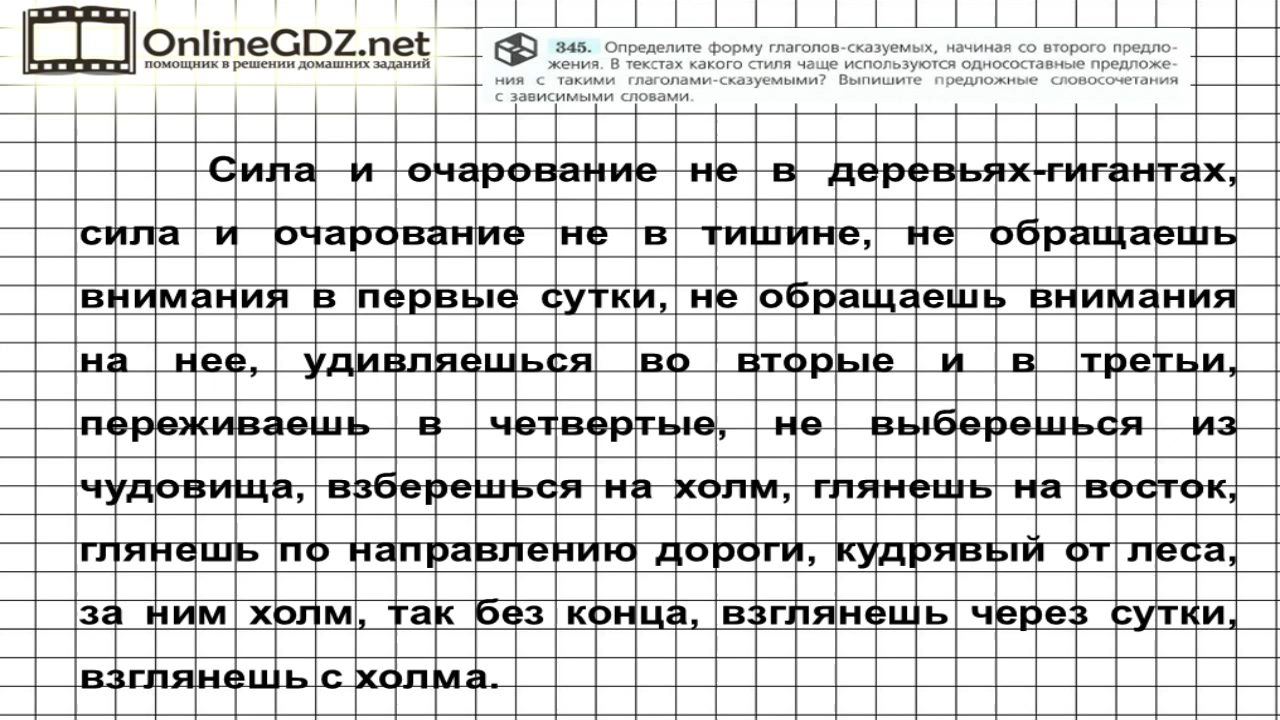 OnlineGDZ.net
помощник в решении домашних заданий
345. Определите форму глаголов-сказуемых, начиная со второго предло-
жения. В текстах какого стиля чаще используются односоставные предложе-
ния с такими глаголами-сказуемыми? Выпишите предложные словосочетания
с зависимыми словами.
Сила и очарование не в деревьях-гигантах,
сила и очарование не в тишине, не обращаешь
внимания в первые сутки, не обращаешь внимания
на нее, удивляешься во вторые и в третьи,
переживаешь в четвертые, не выберешься из
чудовища, взберешься на холм, глянешь на восток,
глянешь по направлению дороги, кудрявый от леса,
за ним холм, так без конца, взглянешь через сутки,
взглянешь с холма.